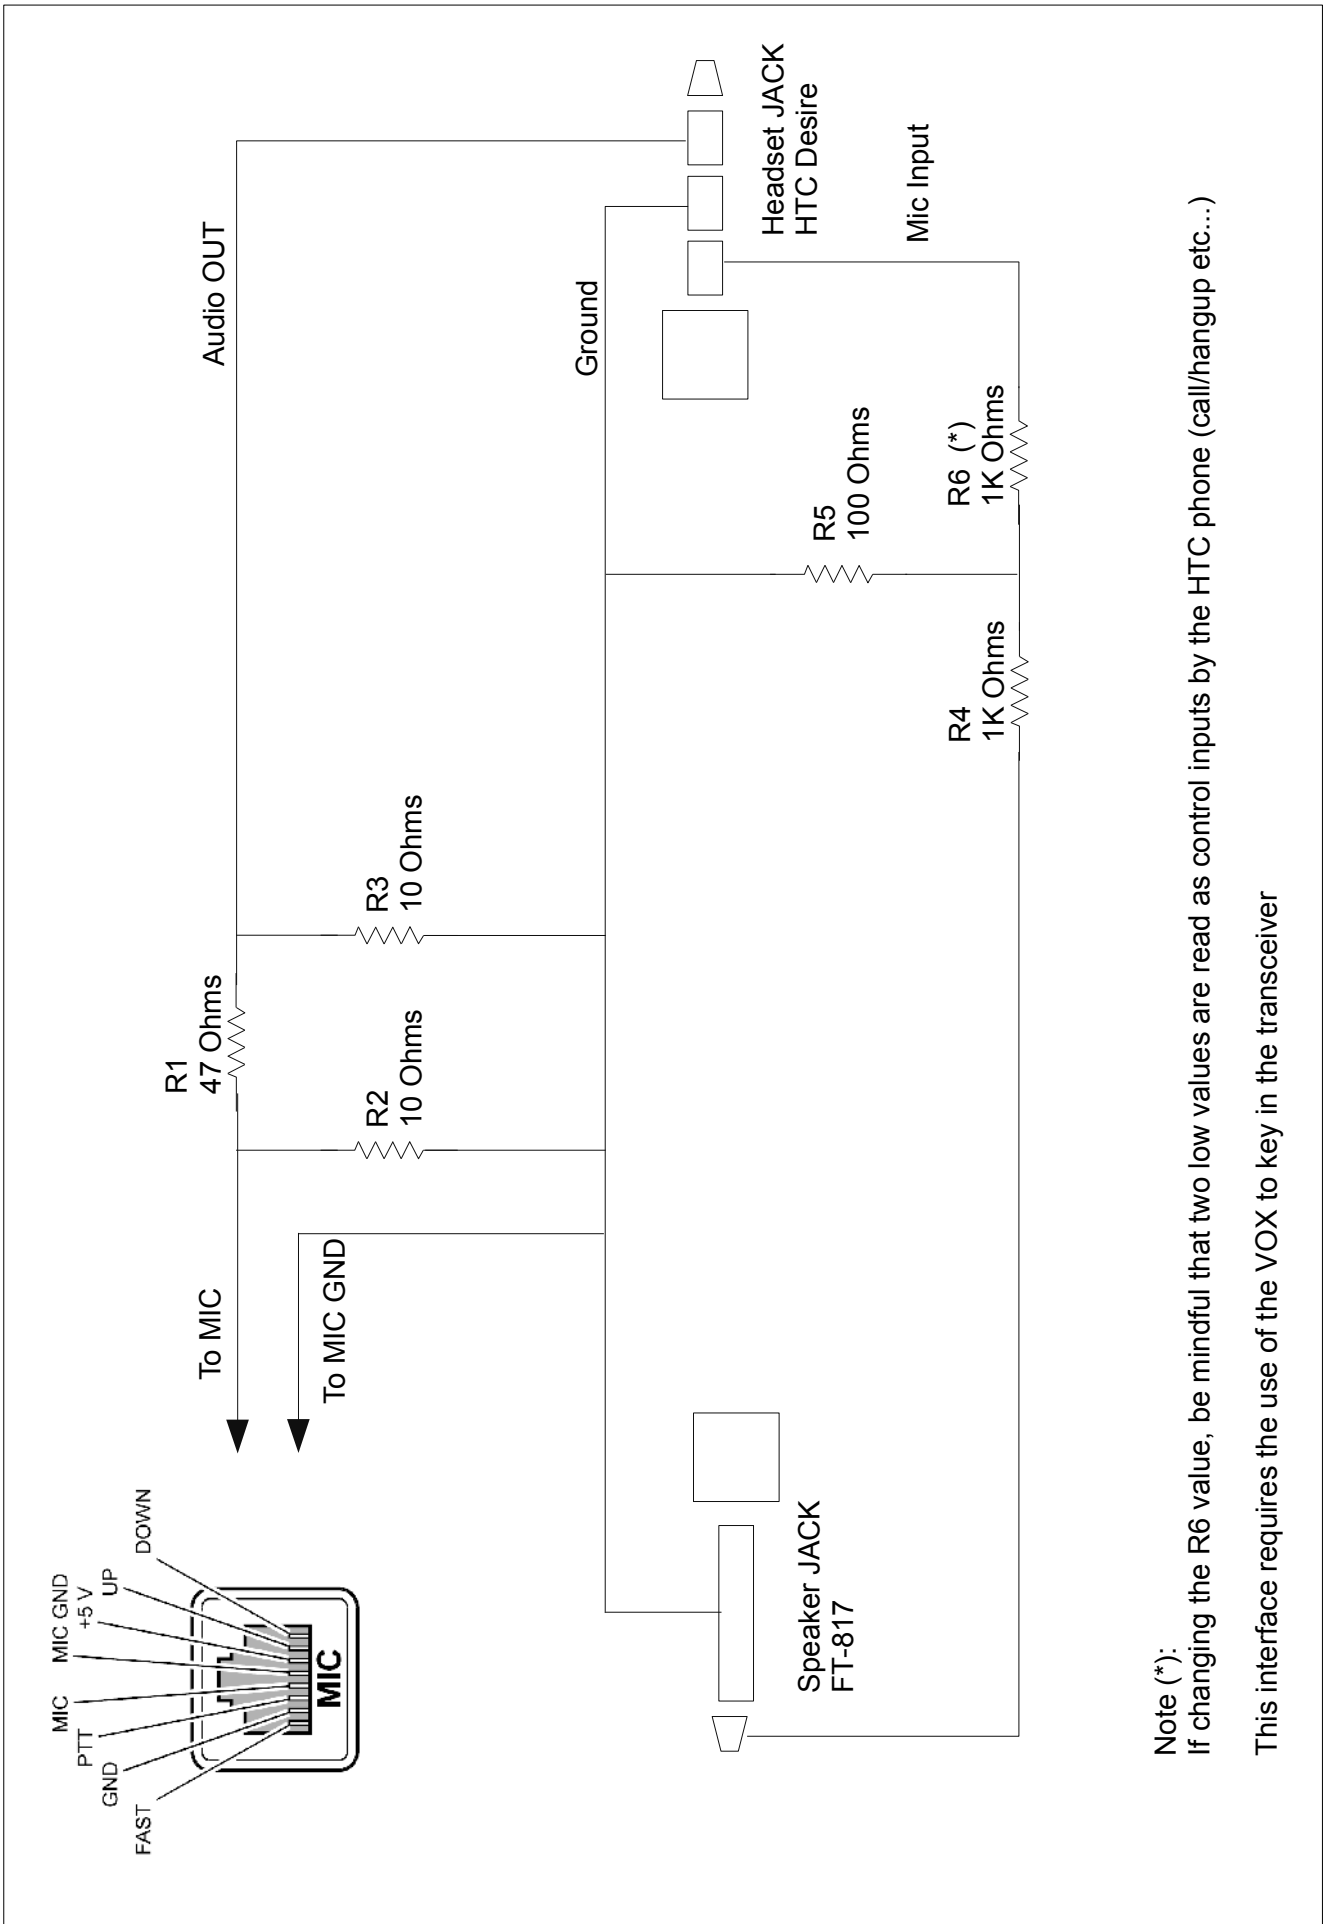 FAST
GND
PTT
MIC
MIC GND
+5 V
UP
DOWN
MIC
To MIC
To MIC GND
R1
47 Ohms
R2
10 Ohms
R3
10 Ohms
Audio OUT
Ground
Headset JACK
HTC Desire
Mic Input
Speaker JACK
FT-817
R4
1K Ohms
R5
100 Ohms
R6 (*)
1K Ohms
Note (*):
If changing the R6 value, be mindful that two low values are read as control inputs by the HTC phone (call/hangup etc...)
This interface requires the use of the VOX to key in the transceiver